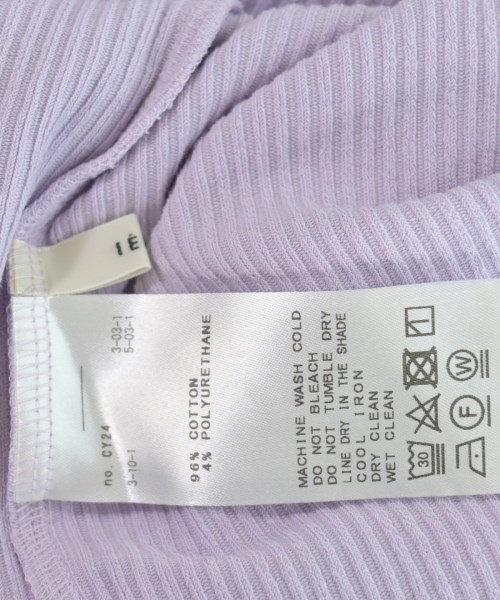 no. CY24
3-10-1
3-03-1
5-03-1
96% COTTON
4% POLYURETHANE
MACHINE WASH COLD
DO NOT BLEACH
DO NOT TUMBLE DRY
LINE DRY IN THE SHADE
COOL IRON
DRY CLEAN
WET CLEAN
30
F
W